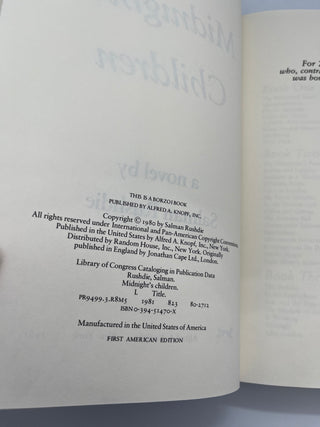 THIS IS A BORZOI BOOK
PUBLISHED BY ALFRED A. KNOPF, INC.
Copyright © 1980 by Salman Rushdie
All rights reserved under International and Pan-American Copyright Conventions.
Published in the United States by Alfred A. Knopf, Inc., New York.
Distributed by Random House, Inc., New York. Originally
published in England by Jonathan Cape Ltd., London.
Library of Congress Cataloging in Publication Data
Rushdie, Salman.
Midnight's children.
I. Title.
PR9499.3.R8M5 1981 823 80-2712
ISBN 0-394-51470-X
Manufactured in the United States of America
FIRST AMERICAN EDITION
For
who, contr
was bo
Midnight
Children
a novel by